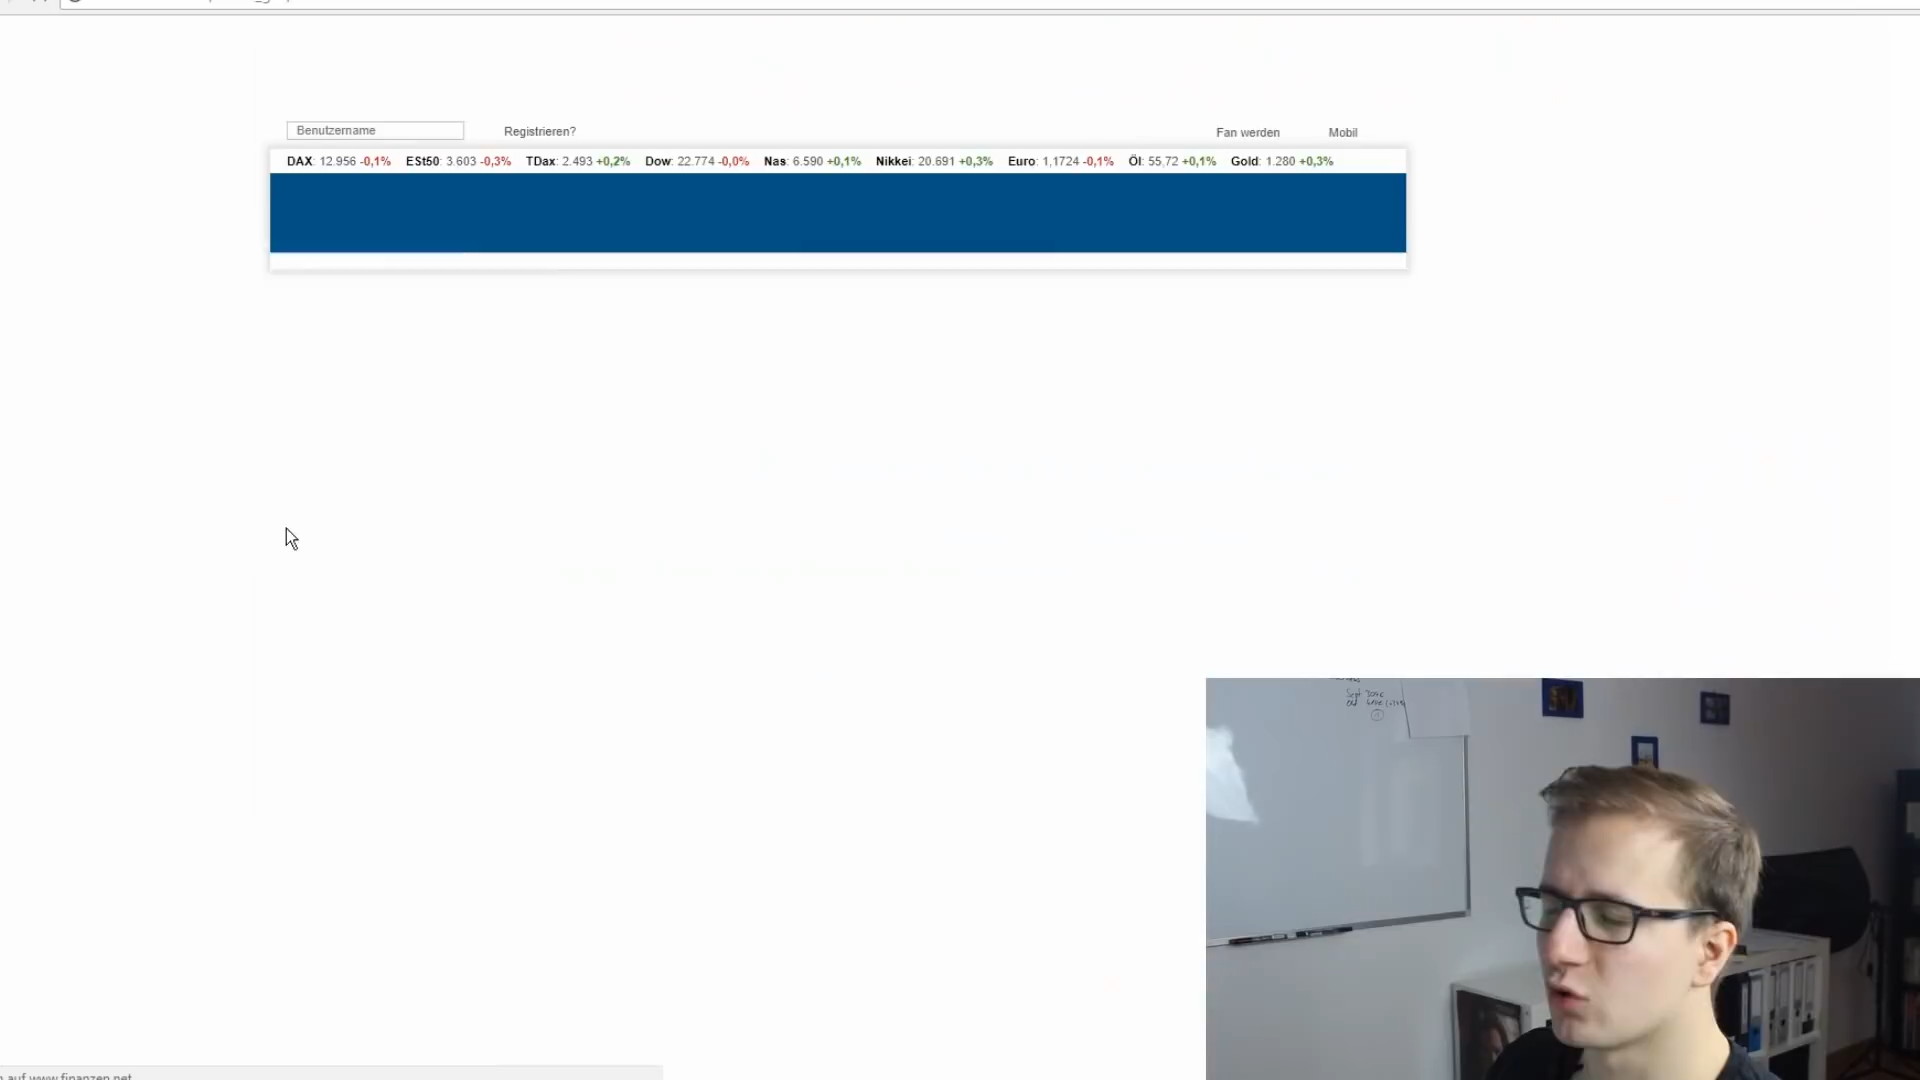 Benutzername
Registrieren?
Fan werden
Mobil
DAX: 12.956 -0,1% ESt50: 3.603 -0,3% TDax: 2.493 +0,2% Dow: 22.774 -0,0% Nas: 6.590 +0,1% Nikkei: 20.691 +0,3% Euro: 1,1724 -0,1% Öl: 55,72 +0,1% Gold: 1.280 +0,3%
Sept
auf www.finanzen.net